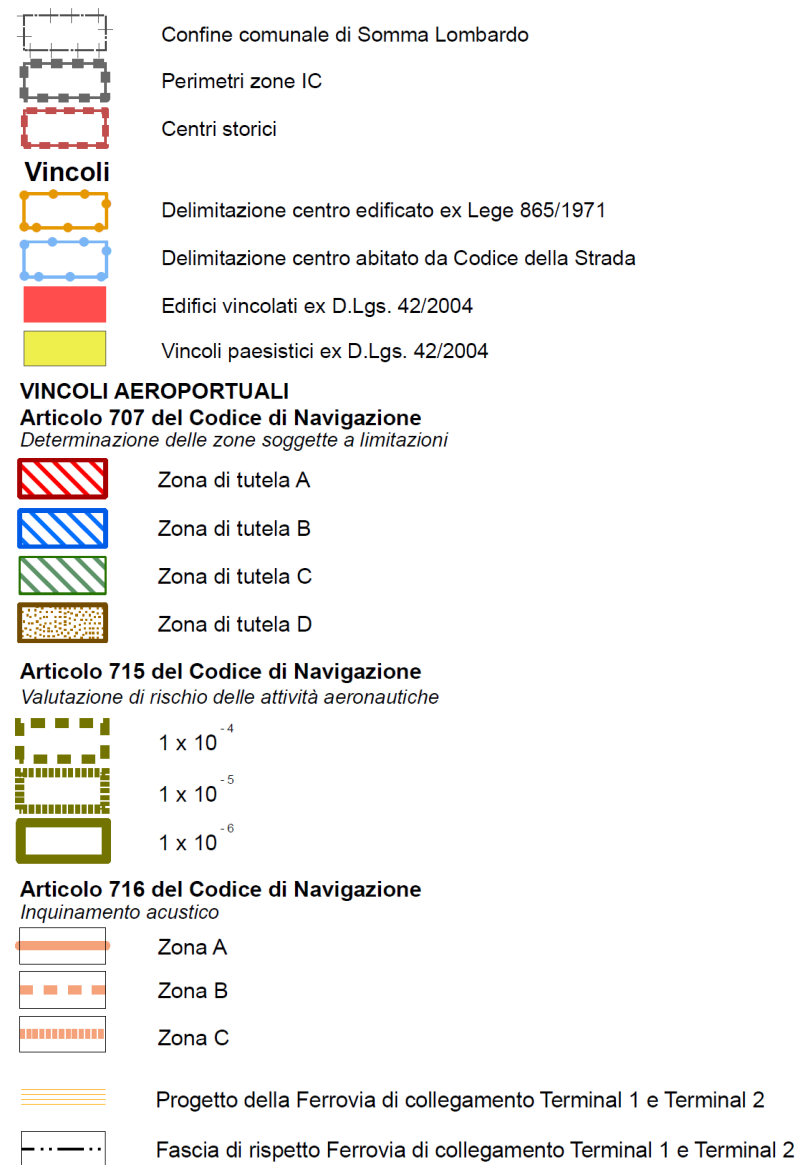 Confine comunale di Somma Lombardo
Perimetri zone IC
Centri storici
Vincoli
Delimitazione centro edificato ex Lege 865/1971
Delimitazione centro abitato da Codice della Strada
Edifici vincolati ex D.Lgs. 42/2004
Vincoli paesistici ex D.Lgs. 42/2004
VINCOLI AEROPORTUALI
Articolo 707 del Codice di Navigazione
Determinazione delle zone soggette a limitazioni
Zona di tutela A
Zona di tutela B
Zona di tutela C
Zona di tutela D
Articolo 715 del Codice di Navigazione
Valutazione di rischio delle attività aeronautiche
1 x 10⁻⁴
1 x 10⁻⁵
1 x 10⁻⁶
Articolo 716 del Codice di Navigazione
Inquinamento acustico
Zona A
Zona B
Zona C
Progetto della Ferrovia di collegamento Terminal 1 e Terminal 2
Fascia di rispetto Ferrovia di collegamento Terminal 1 e Terminal 2